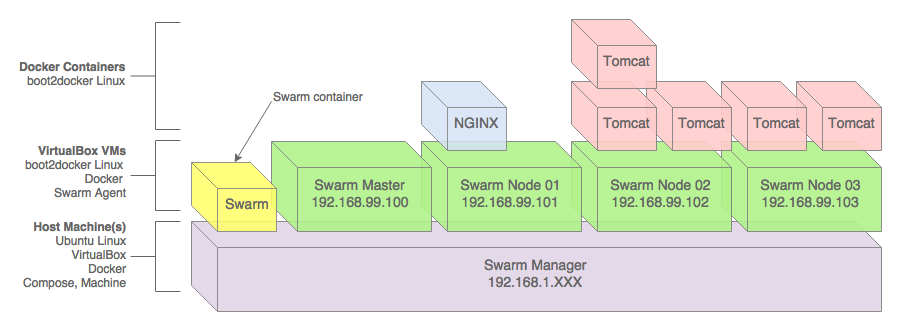 Docker Containers
boot2docker Linux
Swarm container
VirtualBox VMs
boot2docker Linux
Docker
Swarm Agent
Host Machine(s)
Ubuntu Linux
VirtualBox
Docker
Compose, Machine
Tomcat
NGINX
Tomcat
Tomcat
Tomcat
Tomcat
Swarm
Swarm Master
192.168.99.100
Swarm Node 01
192.168.99.101
Swarm Node 02
192.168.99.102
Swarm Node 03
192.168.99.103
Swarm Manager
192.168.1.XXX